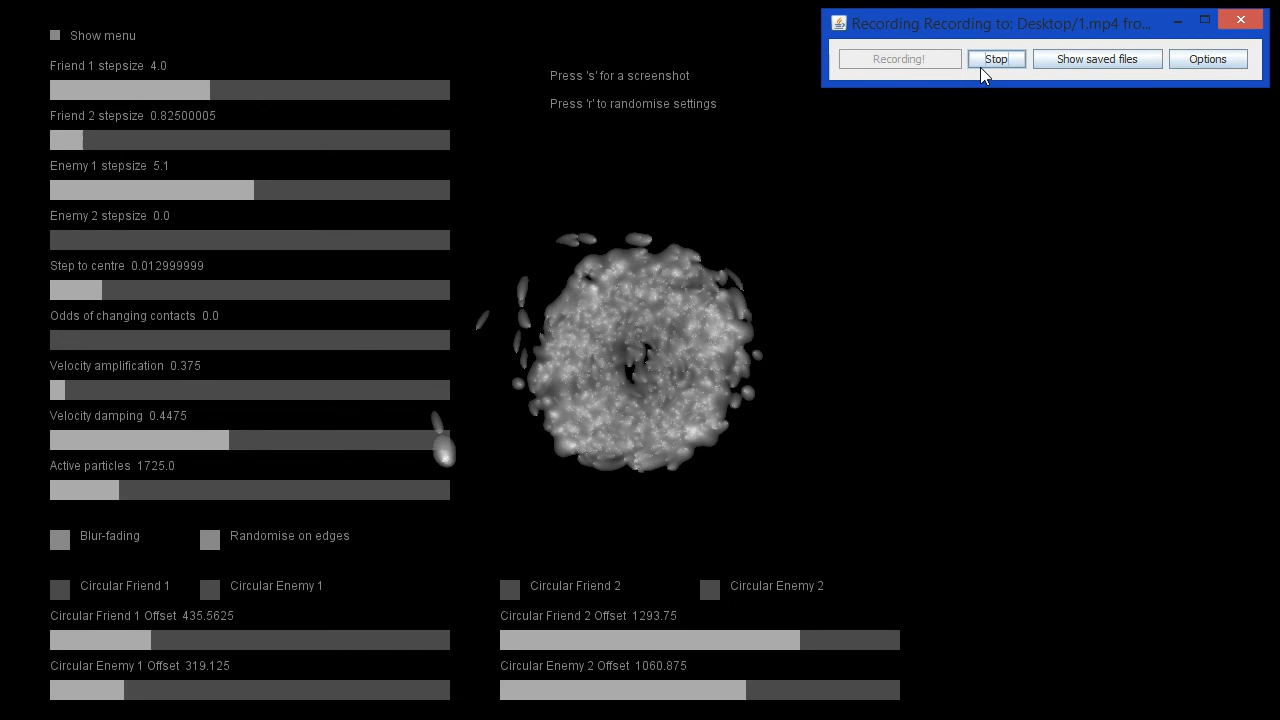 Show menu
Friend 1 stepsize 4.0
Friend 2 stepsize 0.82500005
Enemy 1 stepsize 5.1
Enemy 2 stepsize 0.0
Step to centre 0.012999999
Odds of changing contacts 0.0
Velocity amplification 0.375
Velocity damping 0.4475
Active particles 1725.0
Blur-fading Randomise on edges
Circular Friend 1 Circular Enemy 1
Circular Friend 1 Offset 435.5625
Circular Enemy 1 Offset 319.125
Press 's' for a screenshot
Press 'r' to randomise settings
Circular Friend 2 Circular Enemy 2
Circular Friend 2 Offset 1293.75
Circular Enemy 2 Offset 1060.875
Recording Recording to: Desktop/1.mp4 fro...
Recording! Stop Show saved files Options